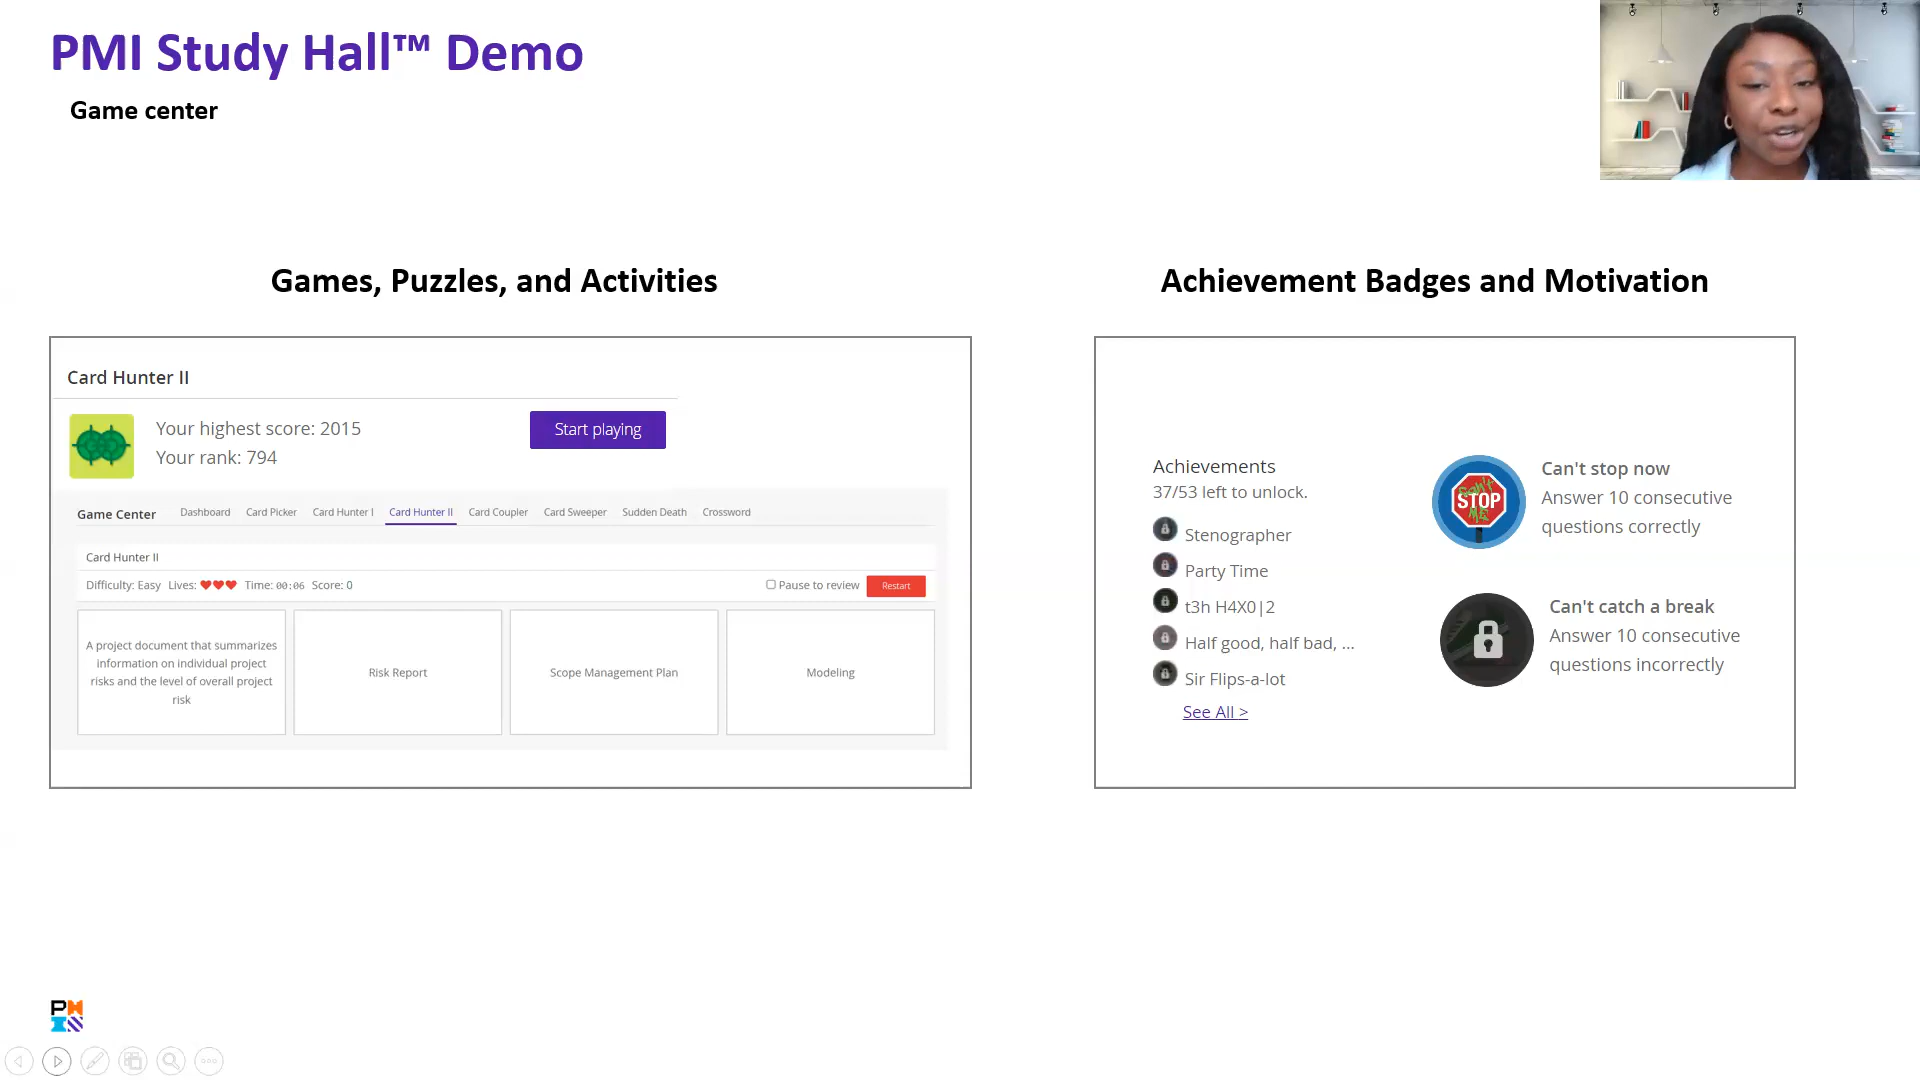 PMI Study Hall™ Demo
Game center
Games, Puzzles, and Activities
Card Hunter II
Your highest score: 2015
Your rank: 794
Start playing
Game Center Dashboard Card Picker Card Hunter I Card Hunter II Card Coupler Card Sweeper Sudden Death Crossword
Card Hunter II
Difficulty: Easy Lives: Time: 00:06 Score: 0 Pause to review Restart
A project document that summarizes
information on individual project
risks and the level of overall project
risk
Risk Report
Scope Management Plan
Modeling
Achievement Badges and Motivation
Achievements
37/53 left to unlock.
Stenographer
Party Time
t3h H4X0|2
Half good, half bad, ...
Sir Flips-a-lot
See All >
Can't
STOP
ME
Can't stop now
Answer 10 consecutive
questions correctly
Can't catch a break
Answer 10 consecutive
questions incorrectly
PMI